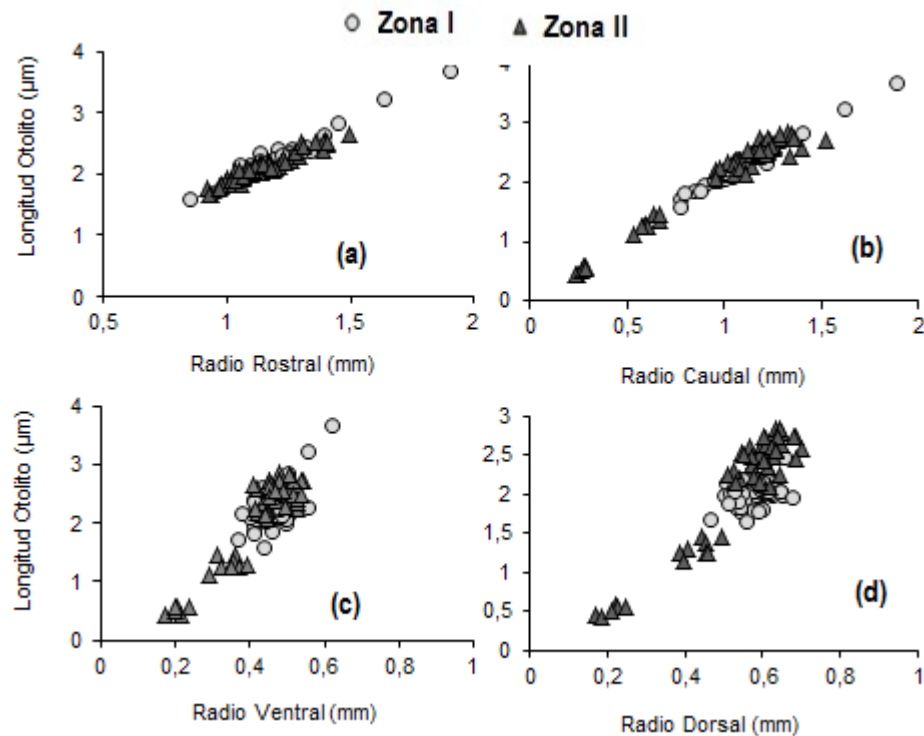 Zona I Zona II
Longitud Otolito (µm)
4
3
2
1
0
0,5 1 1,5 2
Radio Rostral (mm)
(a)
4
3
2
1
0
0 0,5 1 1,5 2
Radio Caudal (mm)
(b)
Longitud Otolito (µm)
4
3
2
1
0
0 0,2 0,4 0,6 0,8 1
Radio Ventral (mm)
(c)
3
2,5
2
1,5
1
0,5
0
0 0,2 0,4 0,6 0,8 1
Radio Dorsal (mm)
(d)